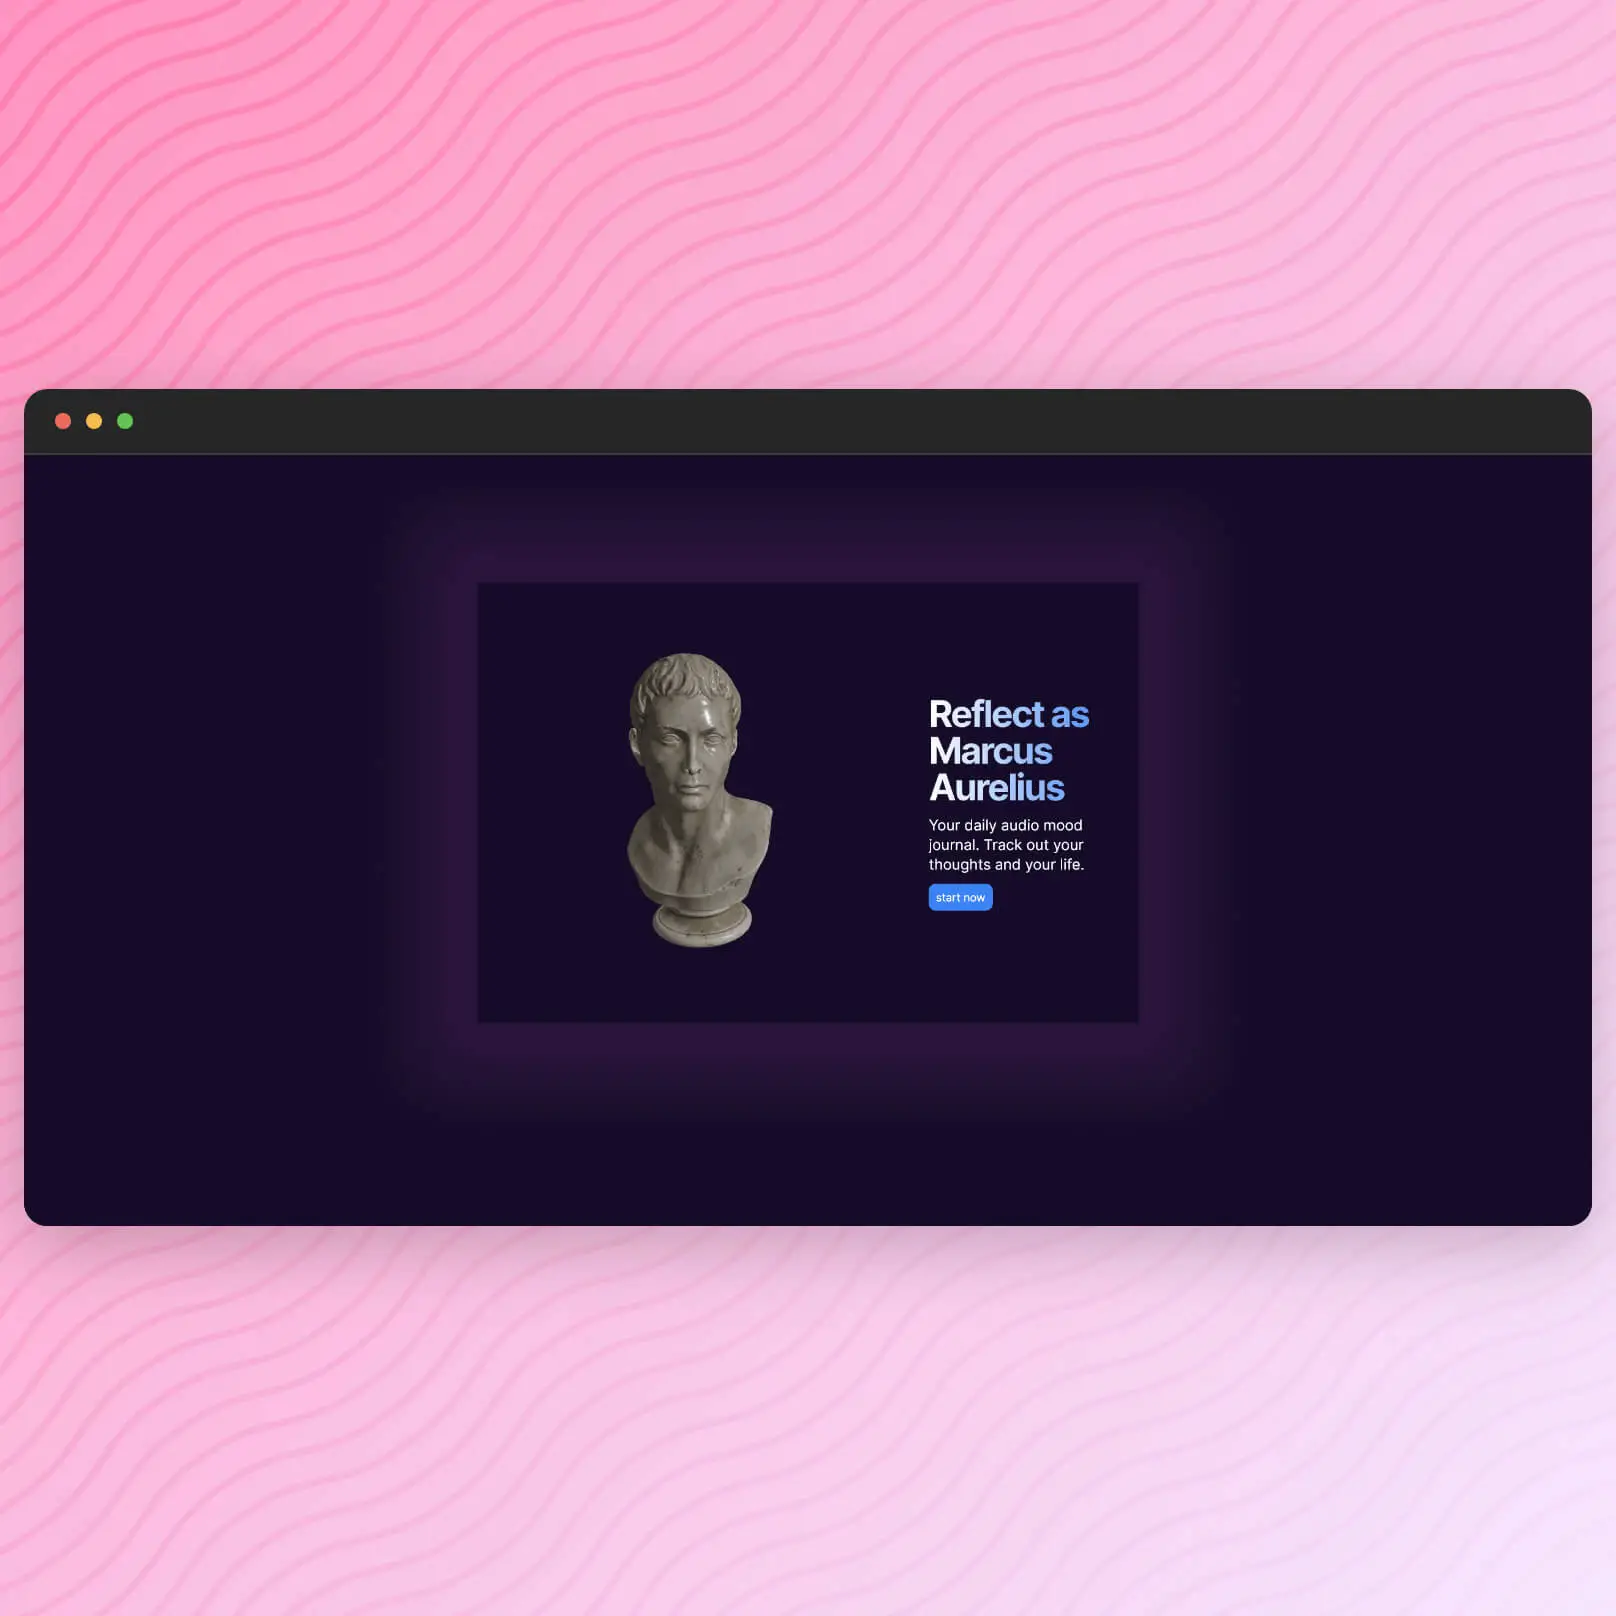 Reflect as
Marcus
Aurelius
Your daily audio mood
journal. Track out your
thoughts and your life.
start now